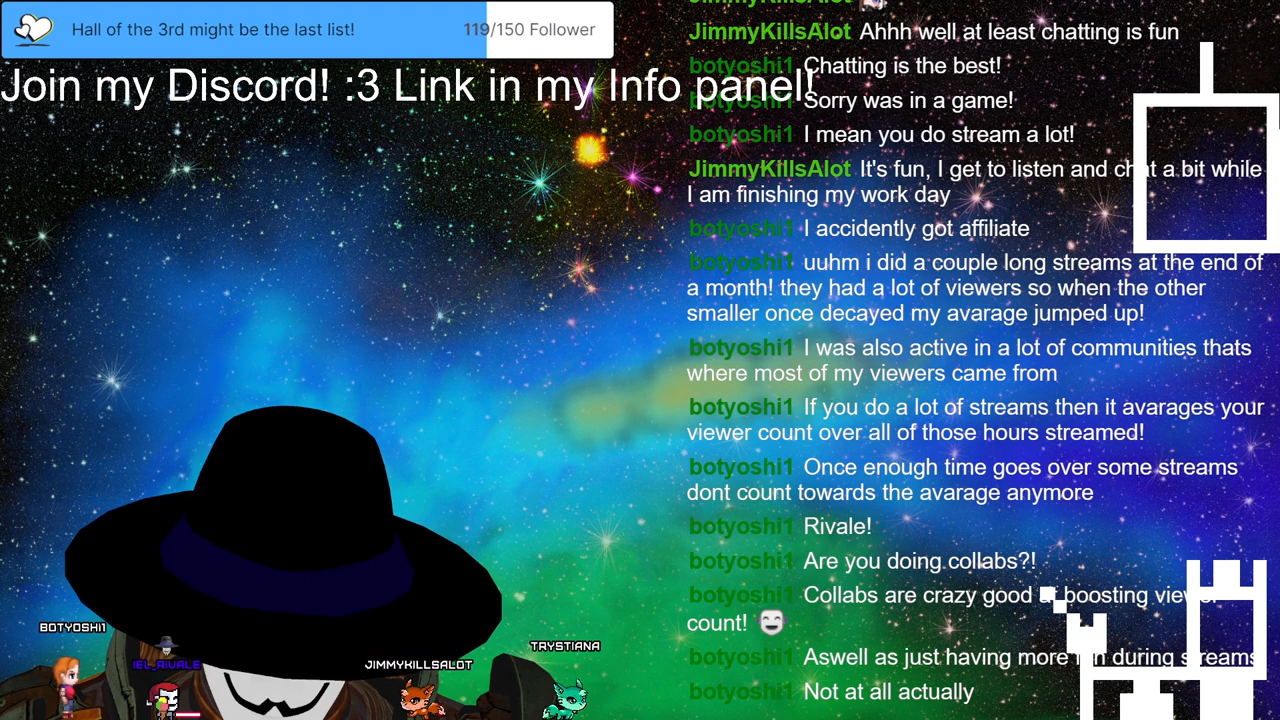 Hall of the 3rd might be the last list!
119/150 Follower
Join my Discord! :3 Link in my Info panel!
JimmyKillsAlot
JimmyKillsAlot Ahhh well at least chatting is fun
botyoshi1 Chatting is the best!
botyoshi1 Sorry was in a game!
botyoshi1 I mean you do stream a lot!
JimmyKillsAlot It's fun, I get to listen and chat a bit while
I am finishing my work day
botyoshi1 I accidently got affiliate
botyoshi1 uuhm i did a couple long streams at the end of
a month! they had a lot of viewers so when the other
smaller once decayed my avarage jumped up!
botyoshi1 I was also active in a lot of communities thats
where most of my viewers came from
botyoshi1 If you do a lot of streams then it avarages your
viewer count over all of those hours streamed!
botyoshi1 Once enough time goes over some streams
dont count towards the avarage anymore
botyoshi1 Rivale!
botyoshi1 Are you doing collabs?!
botyoshi1 Collabs are crazy good at boosting viewer
count!
botyoshi1 Aswell as just having more fun during streams
botyoshi1 Not at all actually
BOTYOSHI1
IEL_RIVALE
JIMMYKILLSALOT
TRYSTIANA